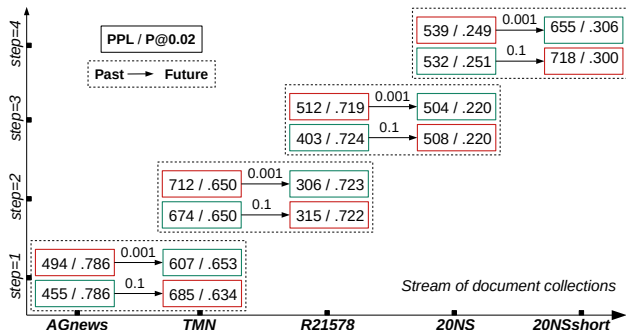 step=4
PPL / P@0.02
539 / .249
0.001
655 / .306
532 / .251
0.1
718 / .300
Past
Future
step=3
512 / .719
0.001
504 / .220
403 / .724
0.1
508 / .220
step=2
712 / .650
0.001
306 / .723
674 / .650
0.1
315 / .722
step=1
494 / .786
0.001
607 / .653
455 / .786
0.1
685 / .634
Stream of document collections
AGnews
TMN
R21578
20NS
20NSshort